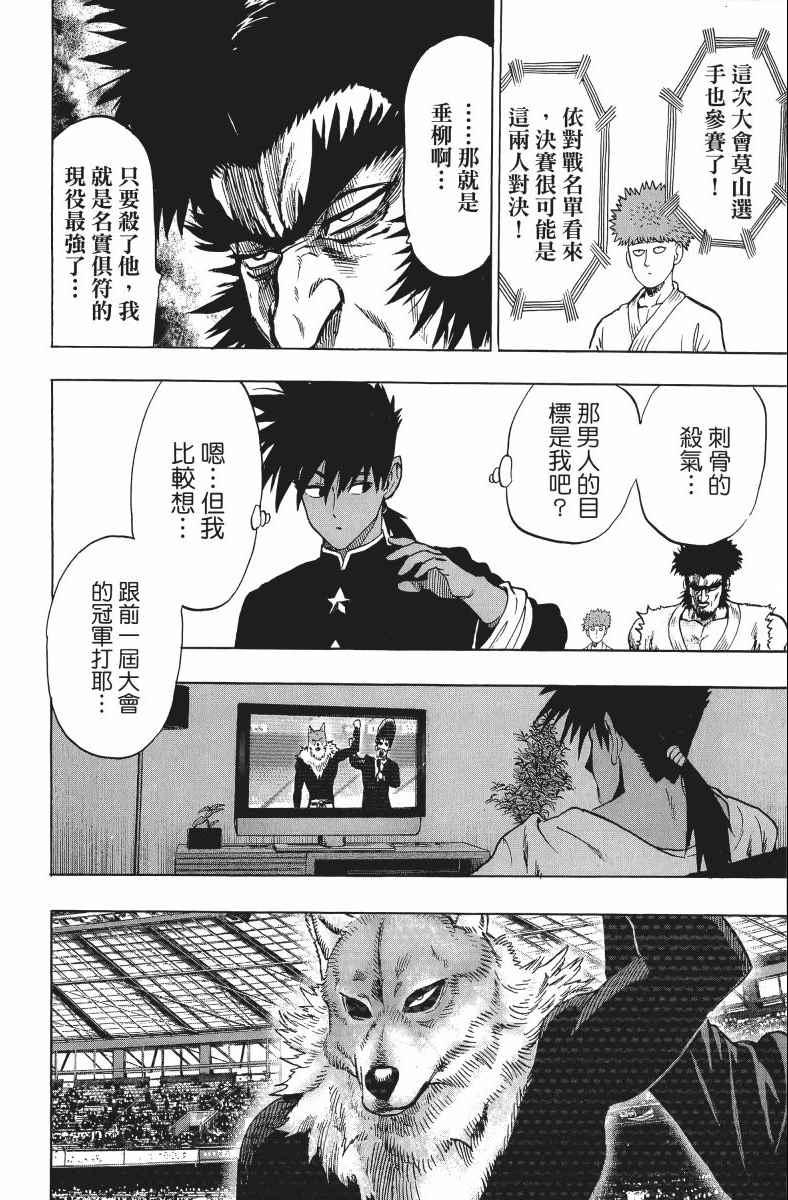 這次大會莫山選
手也參賽了！
依對戰名單看來
，決賽很可能是
這兩人對決！
……那就是
垂柳啊…
只要殺了他，我
就是名實俱符的
現役最強了…
刺骨的
殺氣…
那男人的目
標是我吧？
嗯…但我
比較想…
跟前一屆大會
的冠軍打耶…